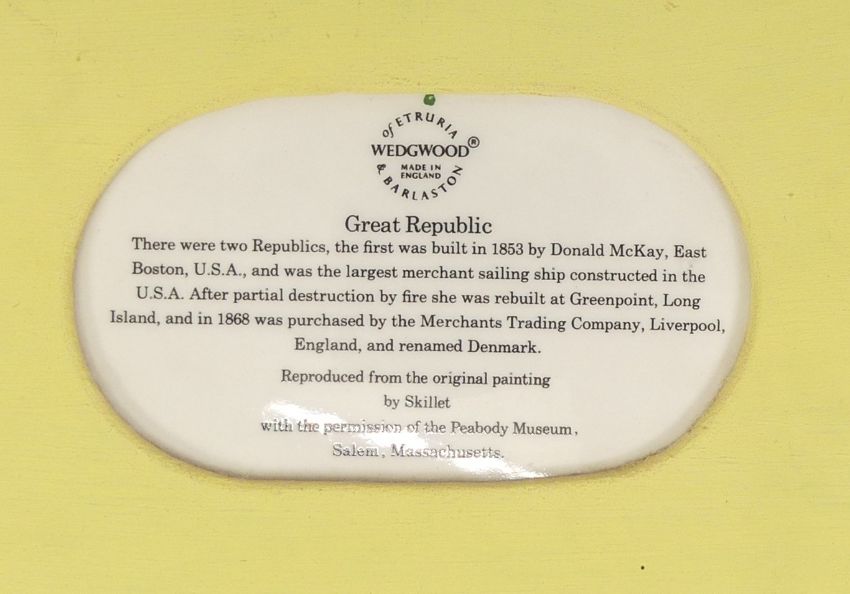 of ETRURIA
WEDGWOOD®
MADE IN
ENGLAND
& BARLASTON
Great Republic
There were two Republics, the first was built in 1853 by Donald McKay, East
Boston, U.S.A., and was the largest merchant sailing ship constructed in the
U.S.A. After partial destruction by fire she was rebuilt at Greenpoint, Long
Island, and in 1868 was purchased by the Merchants Trading Company, Liverpool,
England, and renamed Denmark.
Reproduced from the original painting
by Skillet
with the permission of the Peabody Museum,
Salem, Massachusetts.